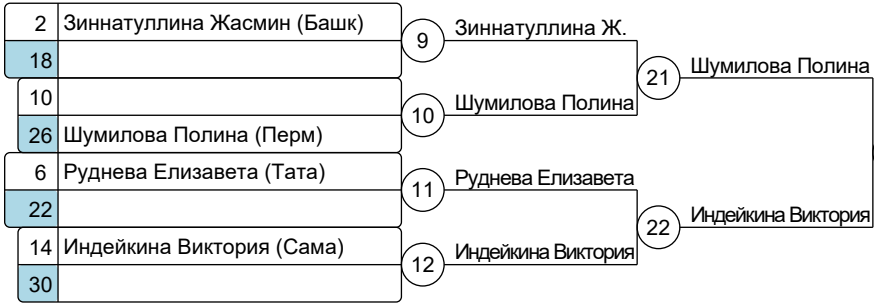 2 Зиннатуллина Жасмин (Башк)
9 Зиннатуллина Ж.
18
21 Шумилова Полина
10
10 Шумилова Полина
26 Шумилова Полина (Перм)
6 Руднева Елизавета (Тата)
11 Руднева Елизавета
22
22 Индейкина Виктория
14 Индейкина Виктория (Сама)
12 Индейкина Виктория
30